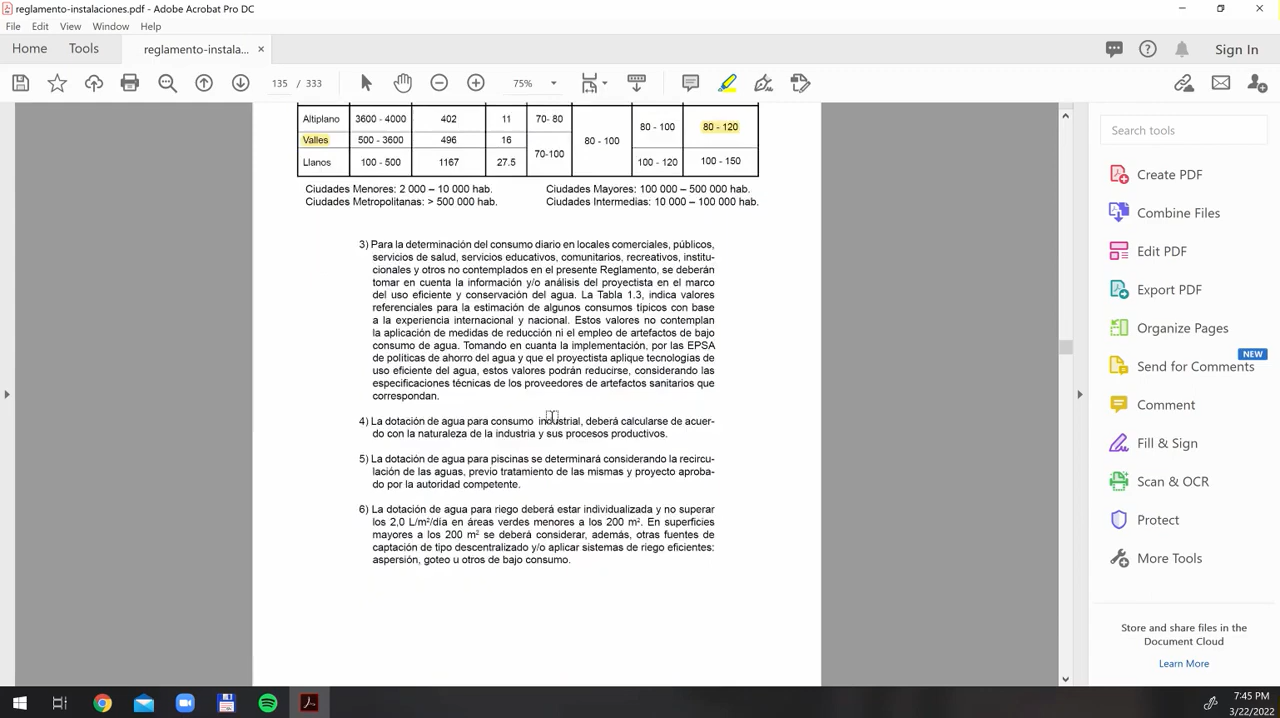 reglamento-instalaciones.pdf - Adobe Acrobat Pro DC
File Edit View Window Help
Home Tools reglamento-instala... × Sign In
135 / 333 75%
Altiplano 3600 - 4000 402 11 70- 80 80 - 100 80 - 100 80 - 120
Valles 500 - 3600 496 16
Llanos 100 - 500 1167 27.5 70-100 100 - 120 100 - 150
Ciudades Menores: 2 000 – 10 000 hab. Ciudades Mayores: 100 000 – 500 000 hab.
Ciudades Metropolitanas: > 500 000 hab. Ciudades Intermedias: 10 000 – 100 000 hab.
3) Para la determinación del consumo diario en locales comerciales, públicos,
servicios de salud, servicios educativos, comunitarios, recreativos, institu-
cionales y otros no contemplados en el presente Reglamento, se deberán
tomar en cuenta la información y/o análisis del proyectista en el marco
del uso eficiente y conservación del agua. La Tabla 1.3, indica valores
referenciales para la estimación de algunos consumos típicos con base
a la experiencia internacional y nacional. Estos valores no contemplan
la aplicación de medidas de reducción ni el empleo de artefactos de bajo
consumo de agua. Tomando en cuanta la implementación, por las EPSA
de políticas de ahorro del agua y que el proyectista aplique tecnologías de
uso eficiente del agua, estos valores podrán reducirse, considerando las
especificaciones técnicas de los proveedores de artefactos sanitarios que
correspondan.
4) La dotación de agua para consumo industrial, deberá calcularse de acuer-
do con la naturaleza de la industria y sus procesos productivos.
5) La dotación de agua para piscinas se determinará considerando la recircu-
lación de las aguas, previo tratamiento de las mismas y proyecto aproba-
do por la autoridad competente.
6) La dotación de agua para riego deberá estar individualizada y no superar
los 2,0 L/m²/día en áreas verdes menores a los 200 m². En superficies
mayores a los 200 m² se deberá considerar, además, otras fuentes de
captación de tipo descentralizado y/o aplicar sistemas de riego eficientes:
aspersión, goteo u otros de bajo consumo.
Search tools
Create PDF
Combine Files
Edit PDF
Export PDF
Organize Pages
NEW
Send for Comments
Comment
Fill & Sign
Scan & OCR
Protect
More Tools
Store and share files in the
Document Cloud
Learn More
7:45 PM
3/22/2022